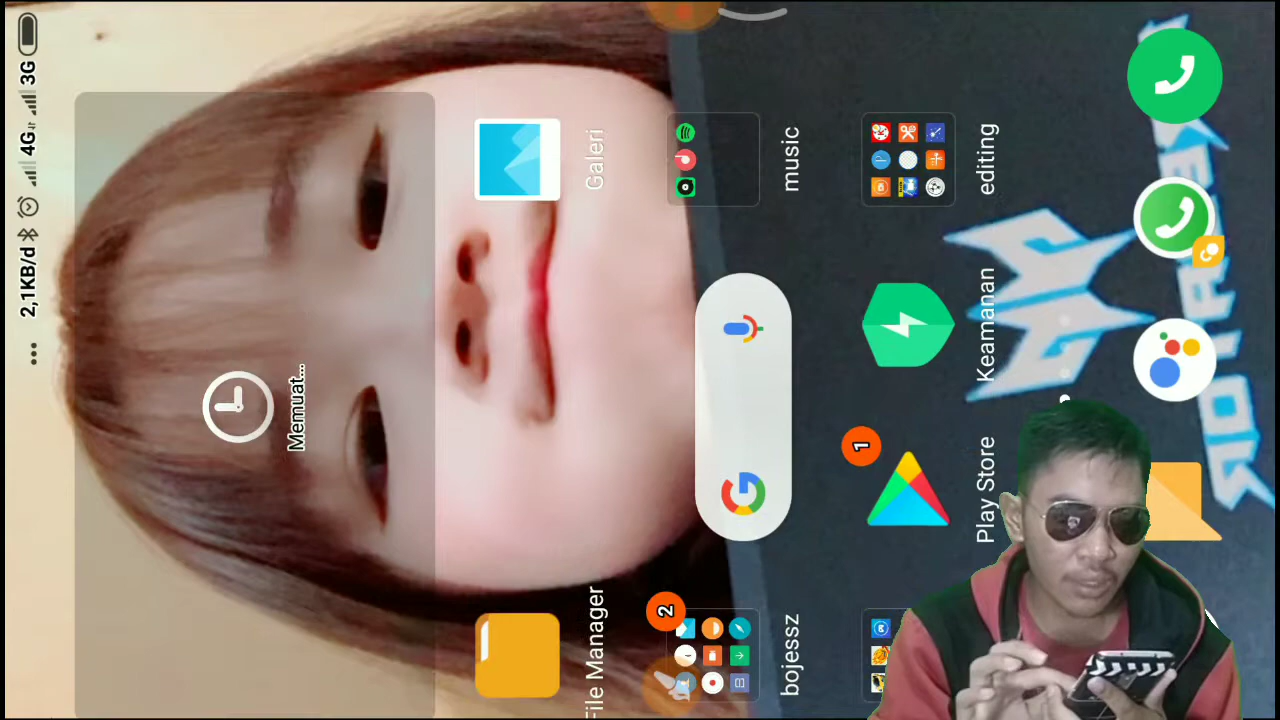 2,1KB/d
4G
3G
Memuat...
Galeri
File Manager
2
music
bojessz
editing
Keamanan
1
Play Store